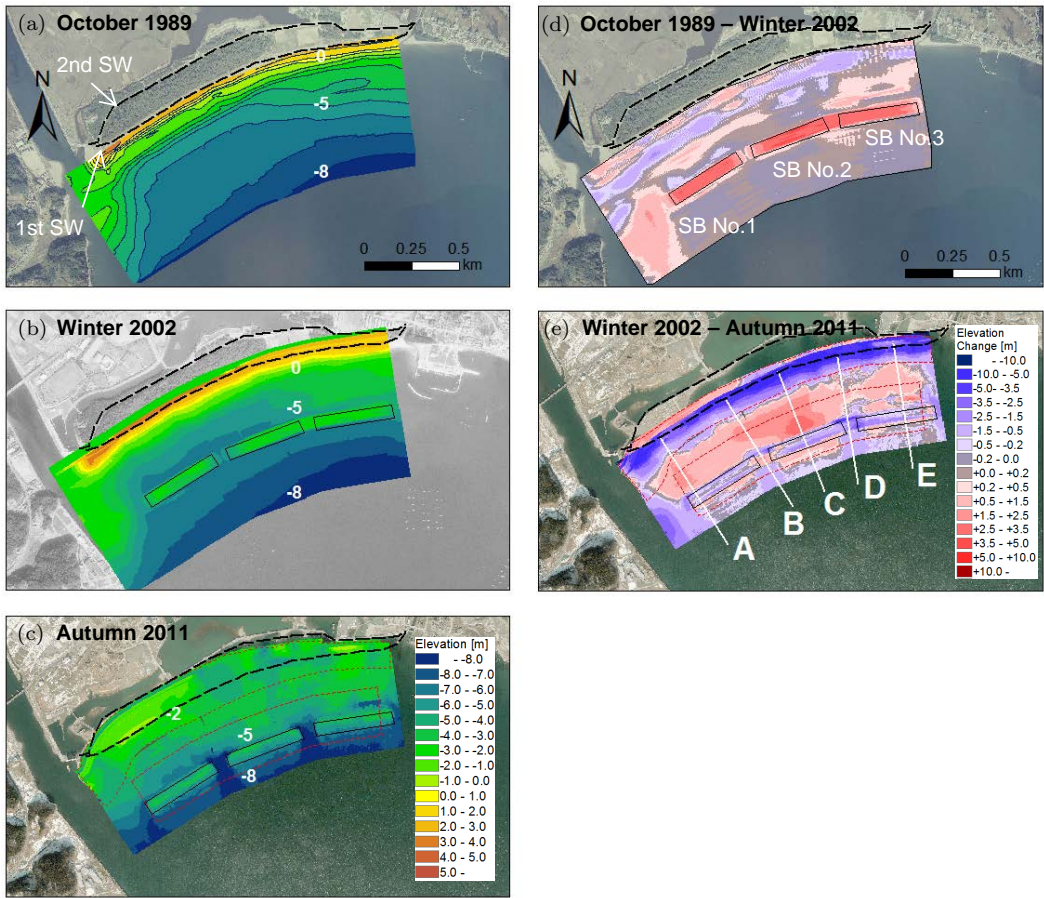 (a) October 1989
2nd SW
N
0
-5
-8
1st SW
0 0.25 0.5
km
(d) October 1989 – Winter 2002
N
SB No.3
SB No.2
SB No.1
0 0.25 0.5
km
(b) Winter 2002
0
-5
-8
(e) Winter 2002 – Autumn 2011
A
B
C
D
E
Elevation
Change [m]
- -10.0
-10.0 - -5.0
-5.0 - -3.5
-3.5 - -2.5
-2.5 - -1.5
-1.5 - -0.5
-0.5 - -0.2
-0.2 - 0.0
+0.0 - +0.2
+0.2 - +0.5
+0.5 - +1.5
+1.5 - +2.5
+2.5 - +3.5
+3.5 - +5.0
+5.0 - +10.0
+10.0 -
(c) Autumn 2011
-2
-5
-8
Elevation [m]
- -8.0
-8.0 - -7.0
-7.0 - -6.0
-6.0 - -5.0
-5.0 - -4.0
-4.0 - -3.0
-3.0 - -2.0
-2.0 - -1.0
-1.0 - 0.0
0.0 - 1.0
1.0 - 2.0
2.0 - 3.0
3.0 - 4.0
4.0 - 5.0
5.0 -